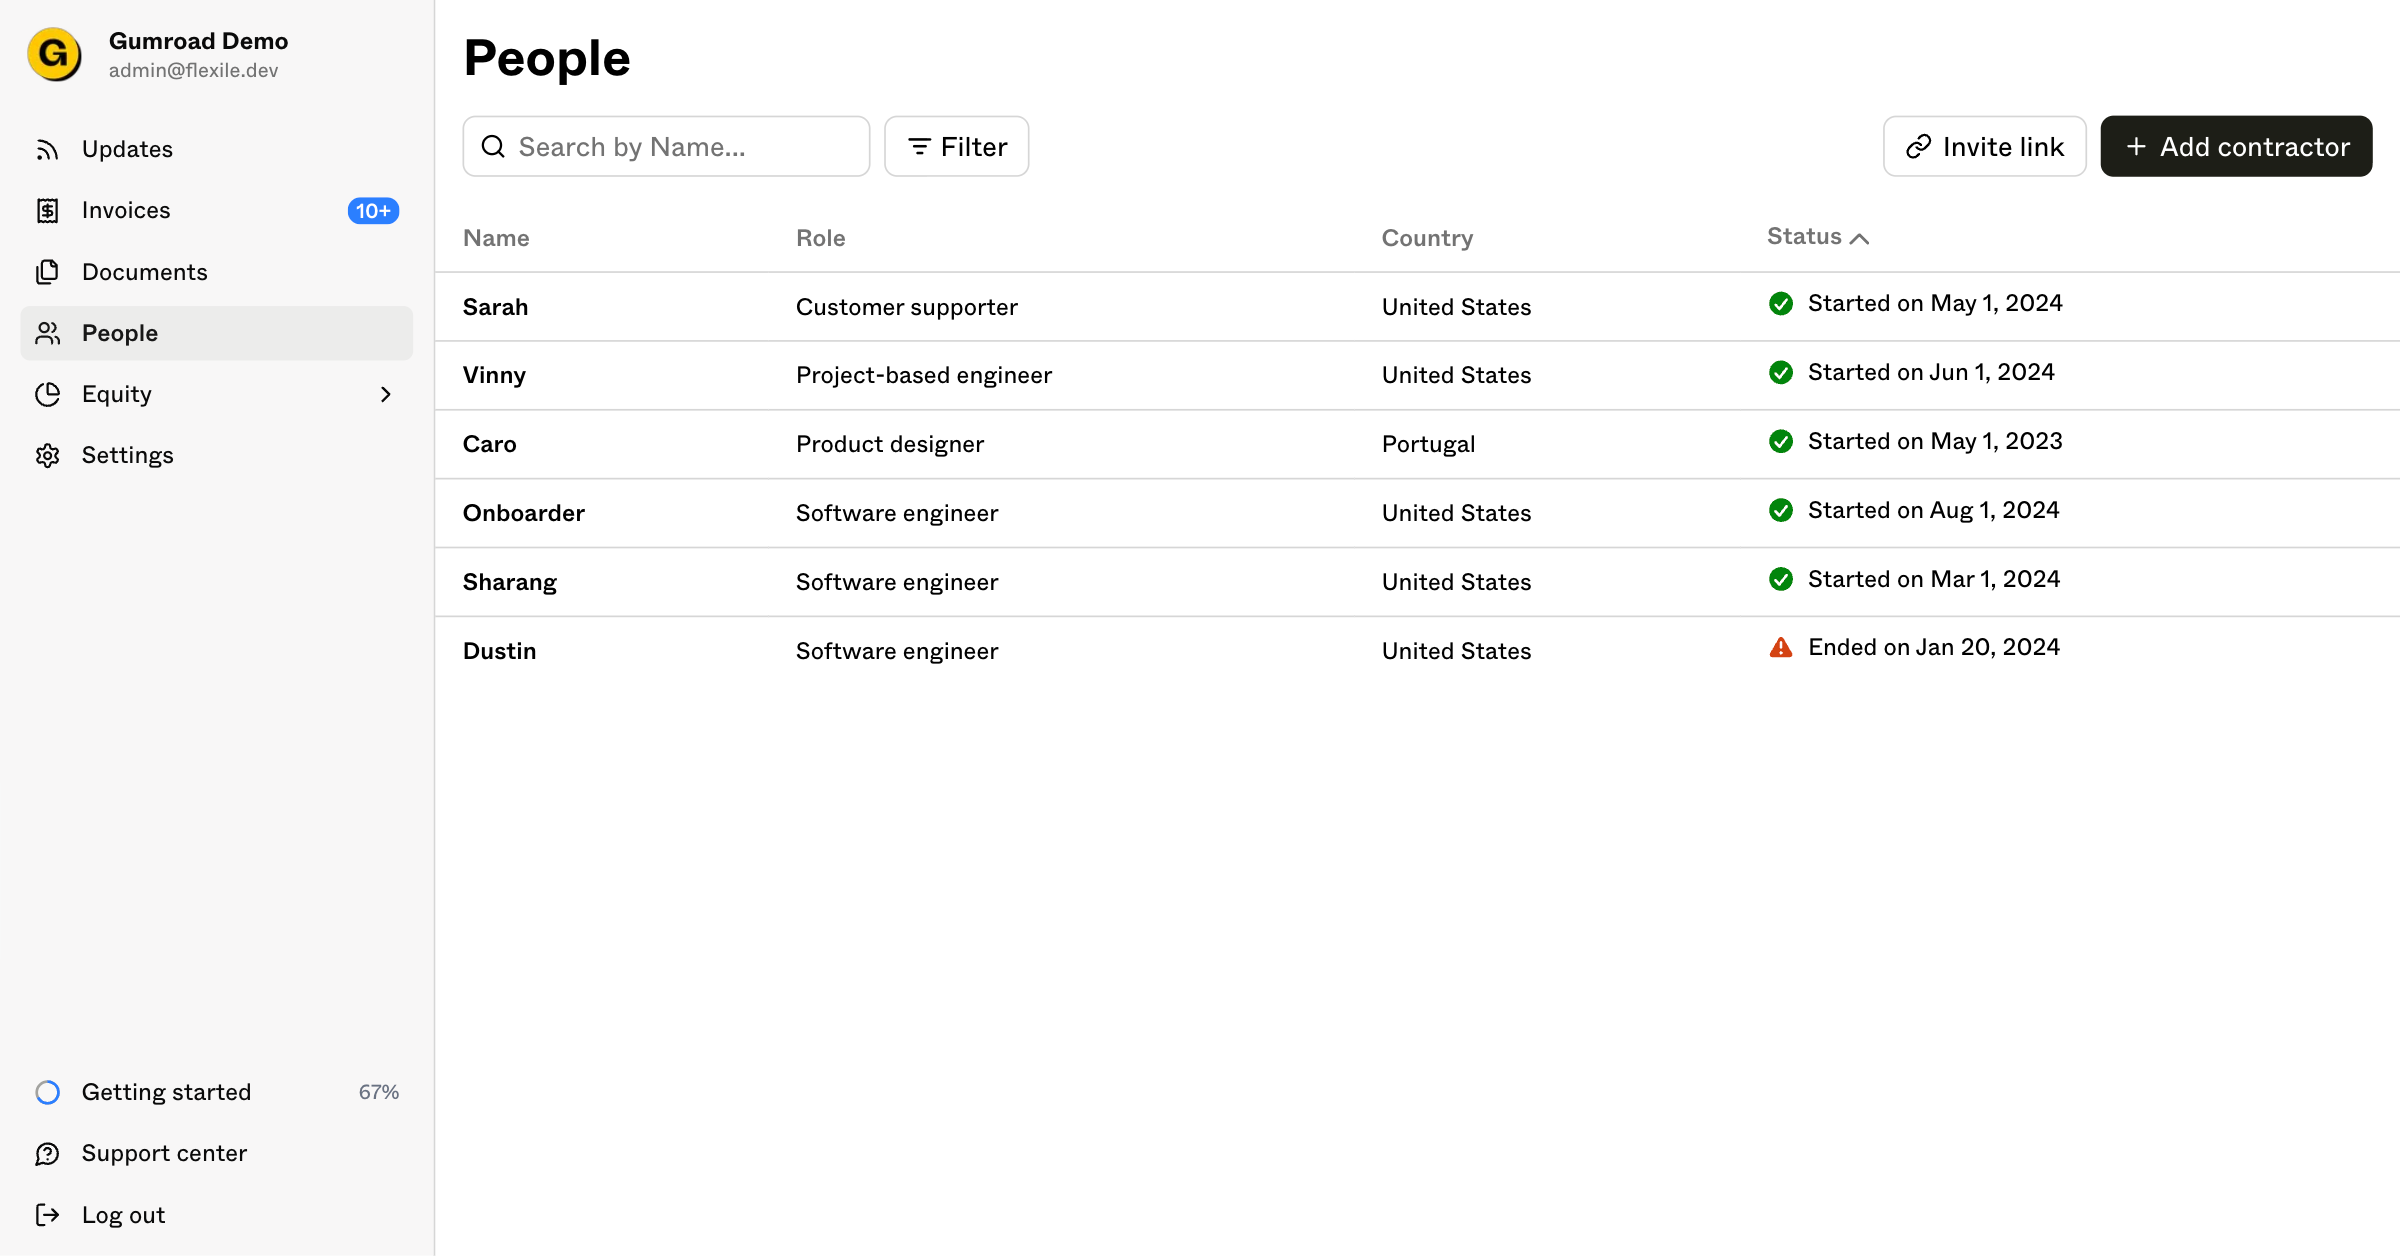 G
Gumroad Demo
admin@flexile.dev
Updates
Invoices 10+
Documents
People
Equity
Settings
Getting started 67%
Support center
Log out
People
Search by Name...
Filter
Invite link
Add contractor
Name Role Country Status
Sarah Customer supporter United States Started on May 1, 2024
Vinny Project-based engineer United States Started on Jun 1, 2024
Caro Product designer Portugal Started on May 1, 2023
Onboarder Software engineer United States Started on Aug 1, 2024
Sharang Software engineer United States Started on Mar 1, 2024
Dustin Software engineer United States Ended on Jan 20, 2024